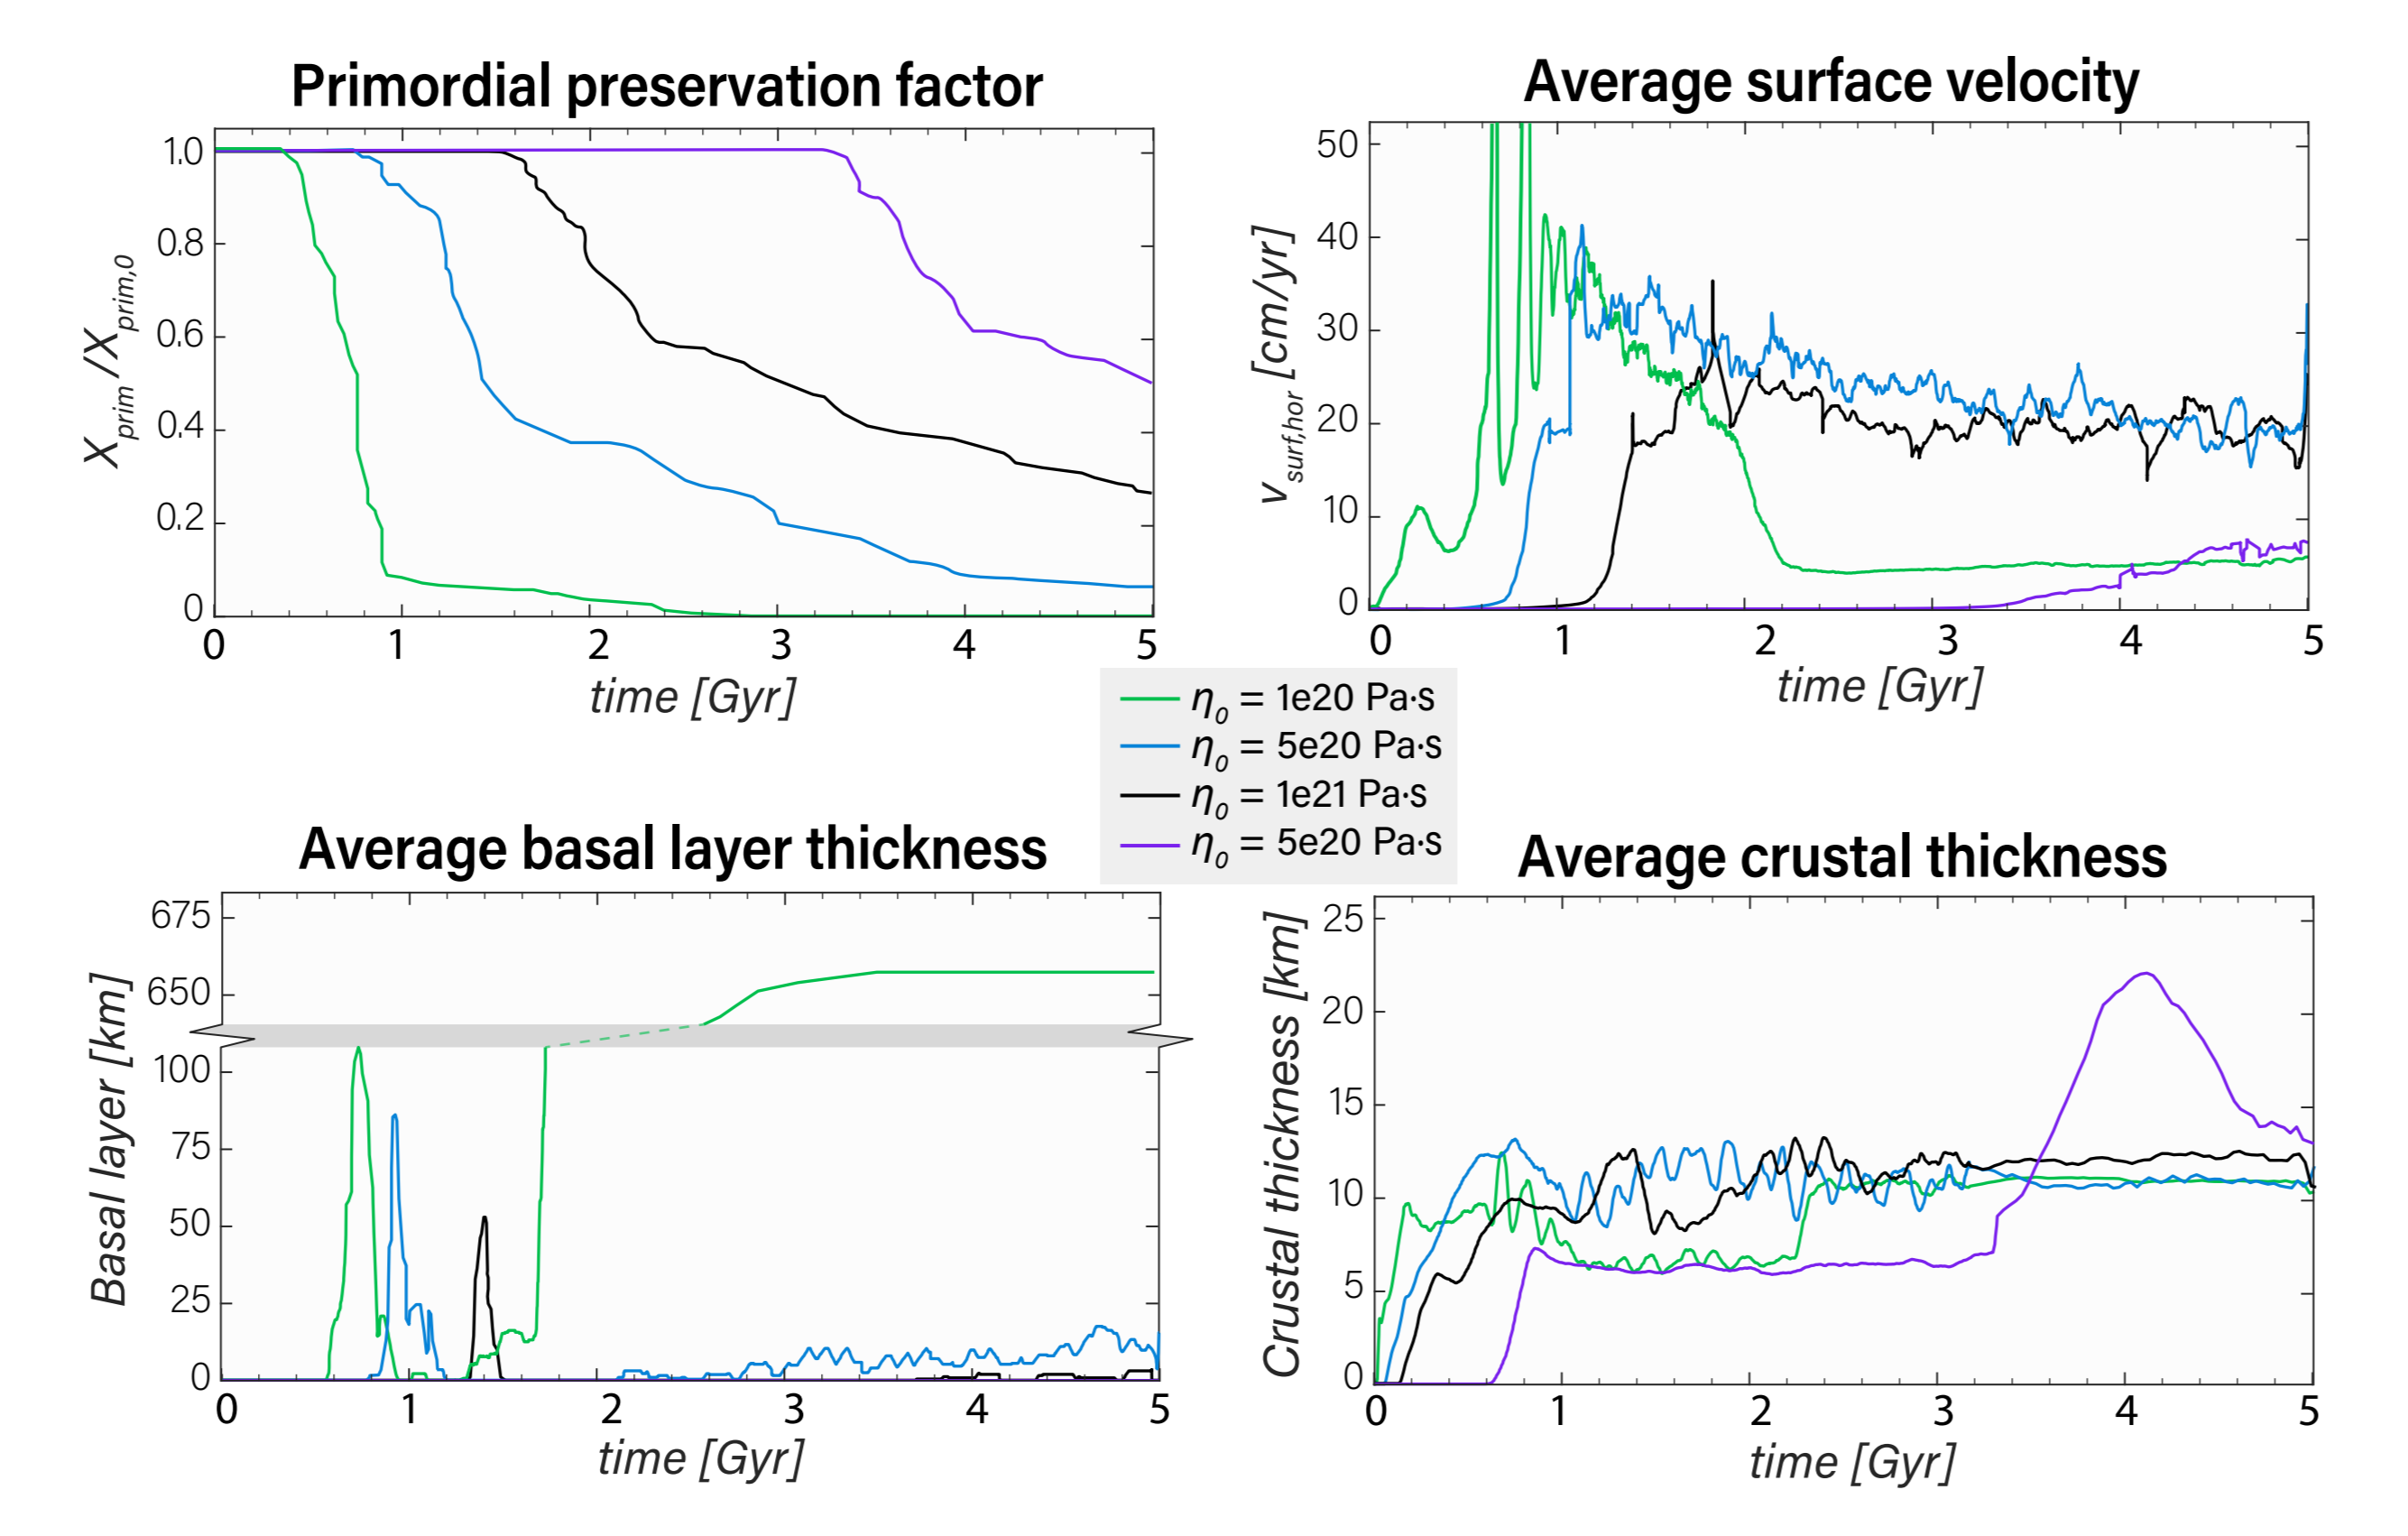 Primordial preservation factor
X_prim / X_prim,0
1.0
0.8
0.6
0.4
0.2
0
0 1 2 3 4 5
time [Gyr]
Average surface velocity
v_surf,hor [cm/yr]
50
40
30
20
10
0
0 1 2 3 4 5
time [Gyr]
η₀ = 1e20 Pa·s
η₀ = 5e20 Pa·s
η₀ = 1e21 Pa·s
η₀ = 5e20 Pa·s
Average basal layer thickness
Basal layer [km]
675
650
100
75
50
25
0
0 1 2 3 4 5
time [Gyr]
Average crustal thickness
Crustal thickness [km]
25
20
15
10
5
0
0 1 2 3 4 5
time [Gyr]